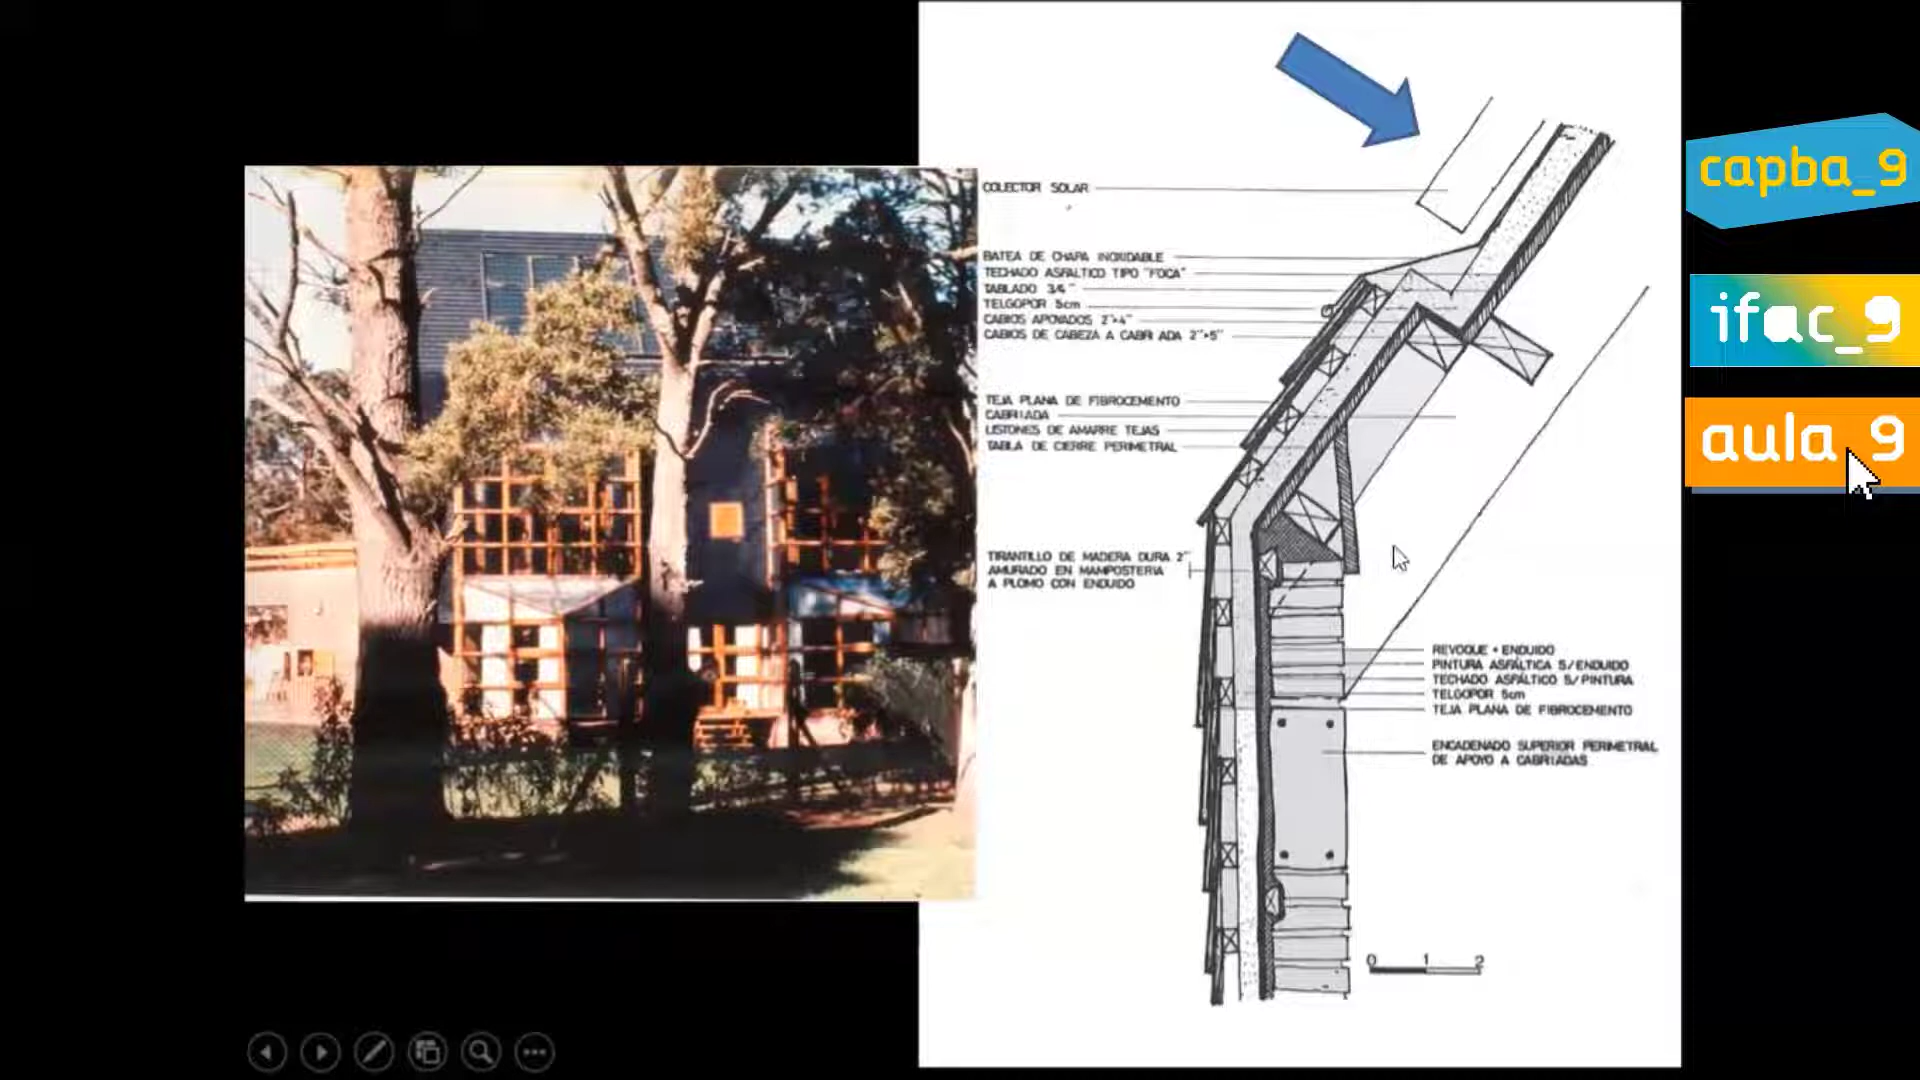 COLECTOR SOLAR
BATEA DE CHAPA INOXIDABLE
TECHADO ASFALTICO TIPO "FOCA"
TABLADO 3/4"
TELGOPOR 5cm
CABIOS APOYADOS 2"x4"
CABIOS DE CABEZA A CABRIADA 2"x5"
TEJA PLANA DE FIBROCEMENTO
CABRIADA
LISTONES DE AMARRE TEJAS
TABLA DE CIERRE PERIMETRAL
TIRANTILLO DE MADERA DURA 2"
AMURADO EN MAMPOSTERIA
A PLOMO CON ENDUIDO
REVOQUE + ENDUIDO
PINTURA ASFÁLTICA S/ENDUIDO
TECHADO ASFÁLTICO S/PINTURA
TELGOPOR 5cm
TEJA PLANA DE FIBROCEMENTO
ENCADENADO SUPERIOR PERIMETRAL
DE APOYO A CABRIADAS
0 1 2
capba_9
ifac_9
aula_9